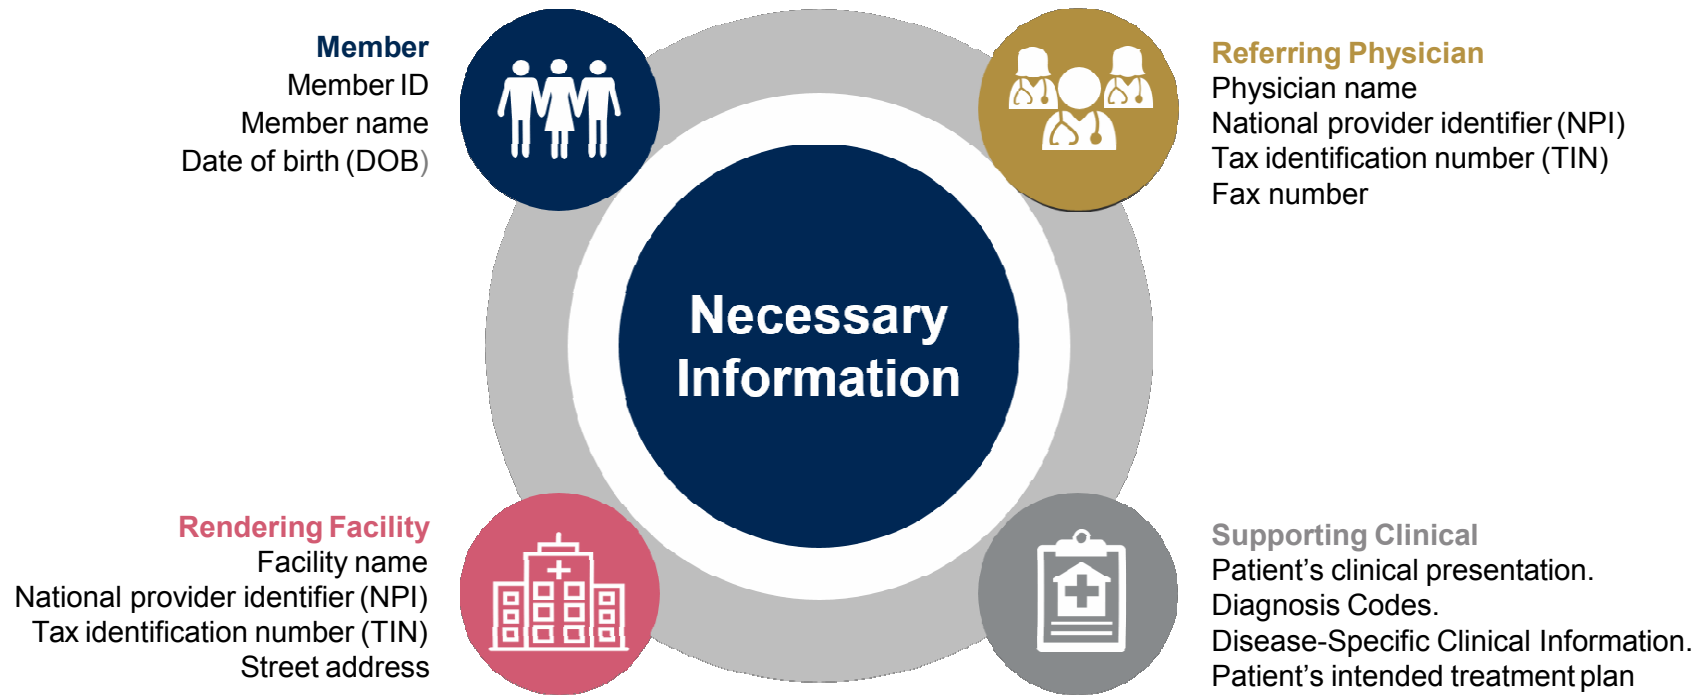 Member
Member ID
Member name
Date of birth (DOB)
Referring Physician
Physician name
National provider identifier (NPI)
Tax identification number (TIN)
Fax number
Necessary
Information
Rendering Facility
Facility name
National provider identifier (NPI)
Tax identification number (TIN)
Street address
Supporting Clinical
Patient’s clinical presentation.
Diagnosis Codes.
Disease-Specific Clinical Information.
Patient’s intended treatment plan